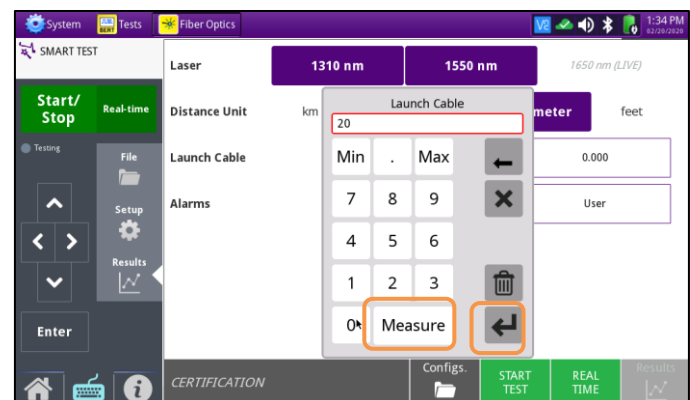 System Tests Fiber Optics V2 1:34 PM
02/20/2020
SMART TEST
Laser 1310 nm 1550 nm 1650 nm (LIVE)
Start/
Stop
Real-time
Distance Unit km meter feet
Launch Cable
20
Testing
File
Launch Cable 0.000
Min . Max
Setup
Alarms User
7 8 9
4 5 6
Results
1 2 3
Enter
0 Measure
CERTIFICATION
Configs.
START
TEST
REAL
TIME
Results